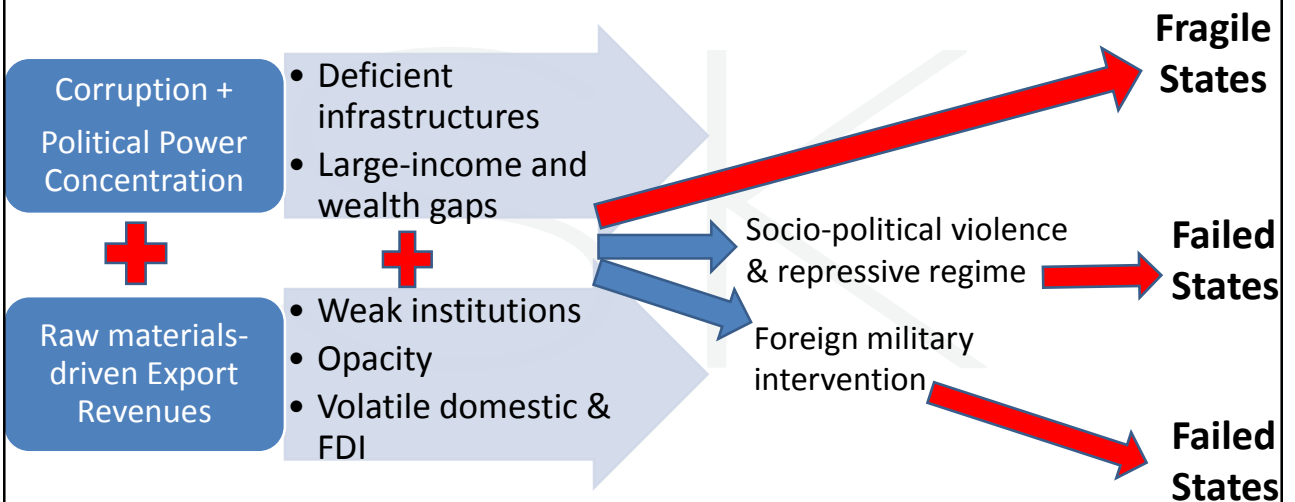 Corruption +
Political Power
Concentration
• Deficient
infrastructures
• Large-income and
wealth gaps
Raw materials-
driven Export
Revenues
• Weak institutions
• Opacity
• Volatile domestic &
FDI
Socio-political violence
& repressive regime
Foreign military
intervention
Fragile
States
Failed
States
Failed
States